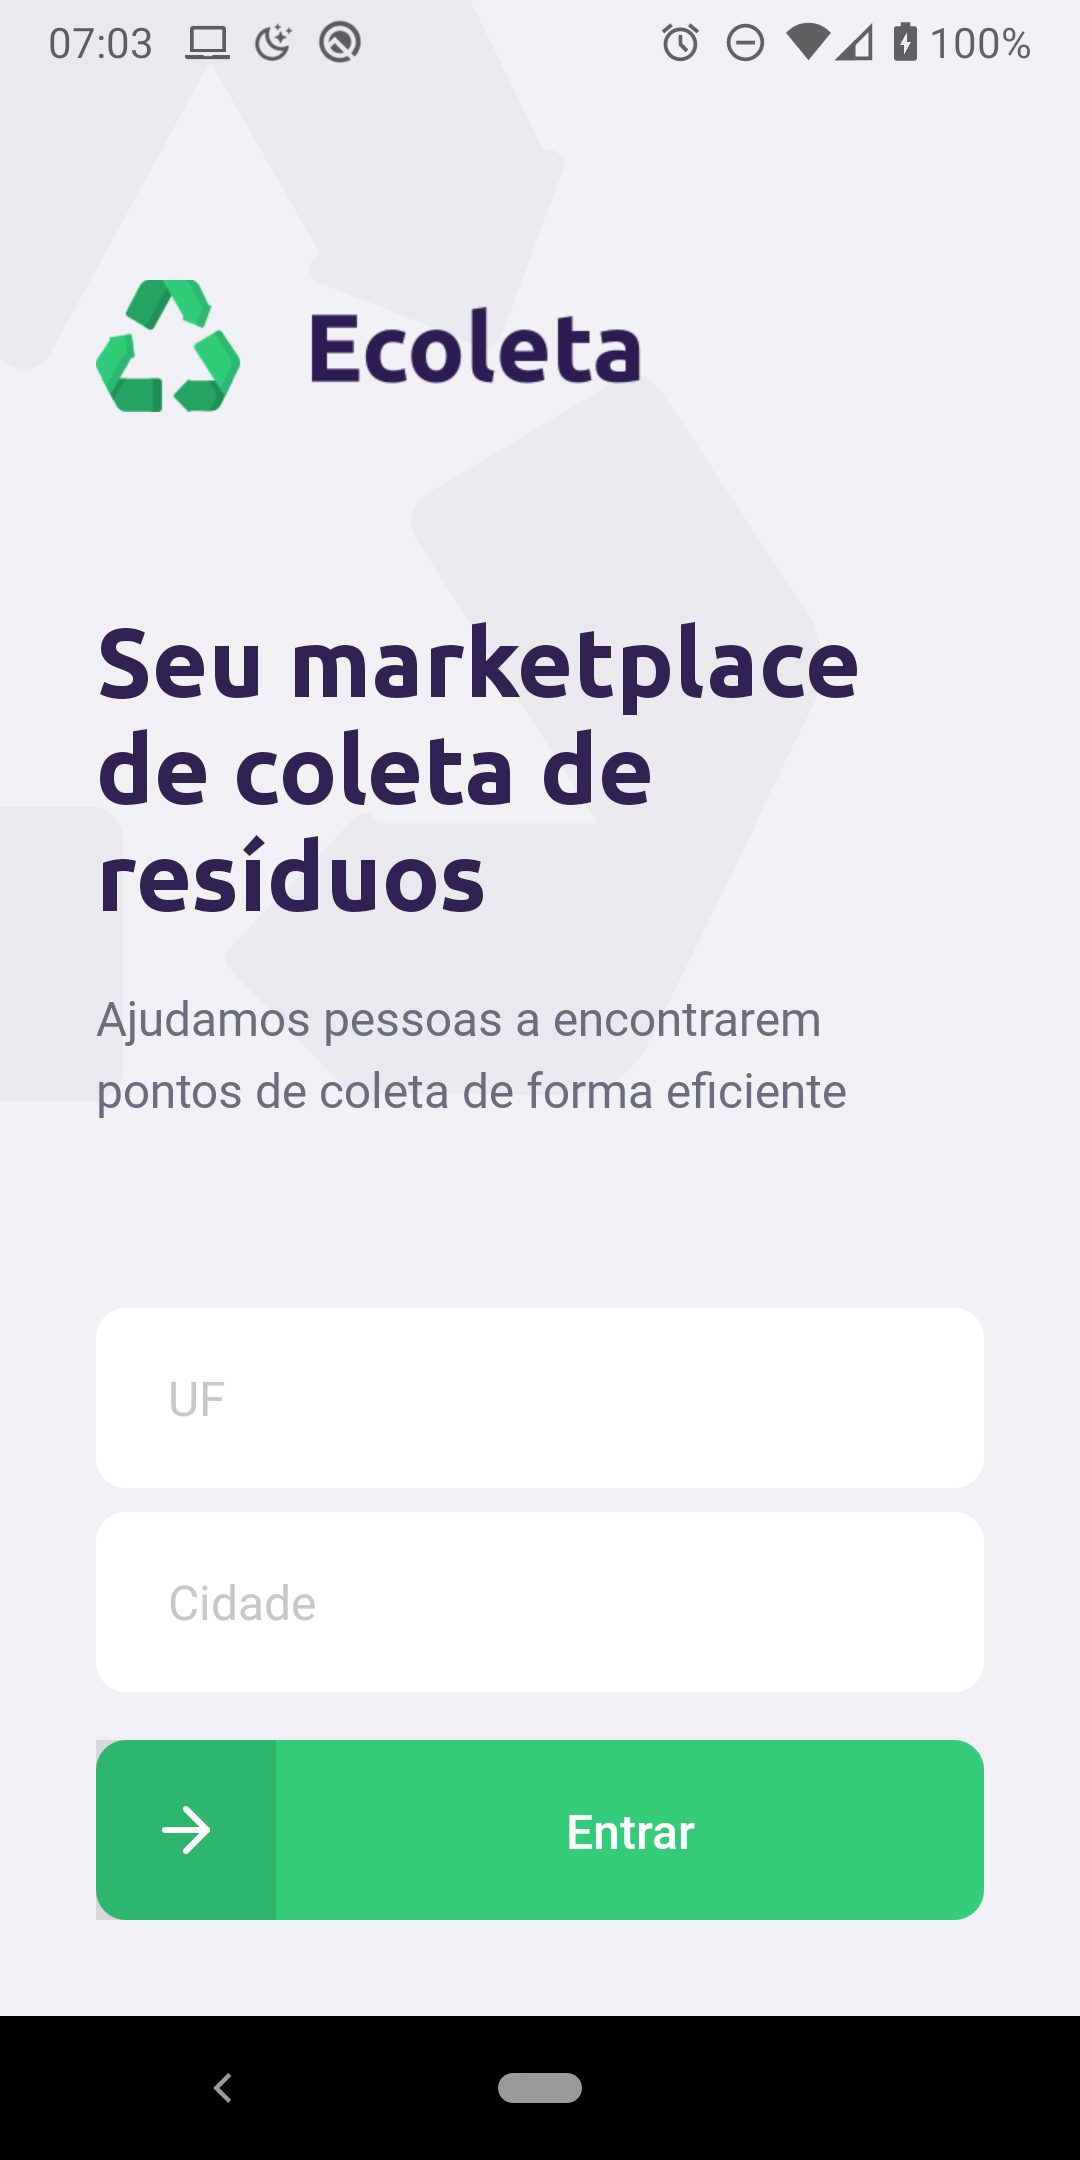 07:03 100%
Ecoleta
Seu marketplace
de coleta de
resíduos
Ajudamos pessoas a encontrarem
pontos de coleta de forma eficiente
UF
Cidade
Entrar